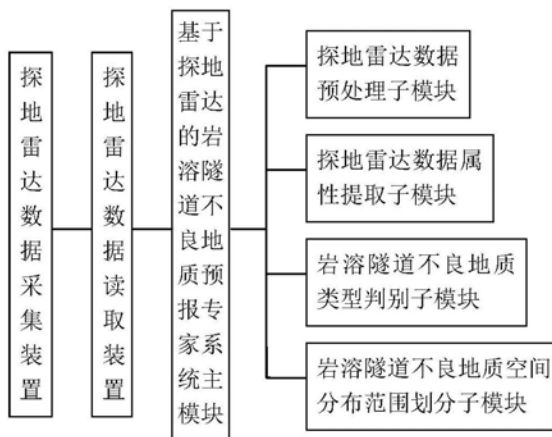 探地雷达数据采集装置
探地雷达数据读取装置
基于
探地
雷达
的岩
溶隧
道不
良地
质预
报专
家系
统主
模块
探地雷达数据
预处理子模块
探地雷达数据属
性提取子模块
岩溶隧道不良地质
类型判别子模块
岩溶隧道不良地质空间
分布范围划分子模块